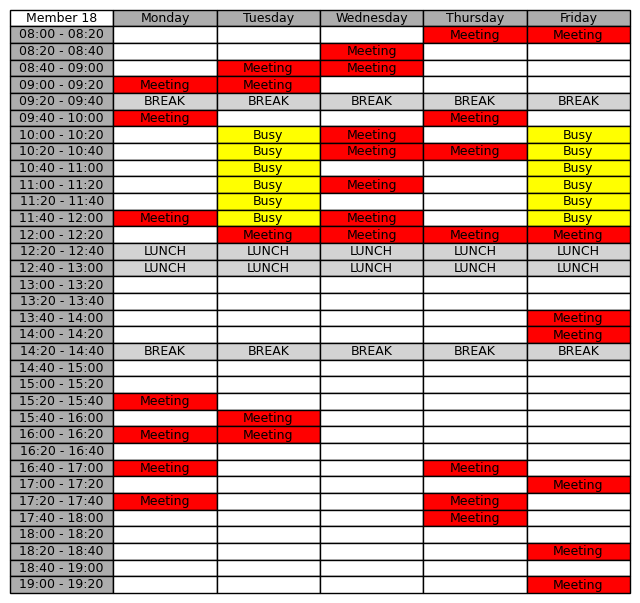 Member 18 Monday Tuesday Wednesday Thursday Friday
08:00 - 08:20 Meeting Meeting
08:20 - 08:40 Meeting
08:40 - 09:00 Meeting Meeting
09:00 - 09:20 Meeting Meeting
09:20 - 09:40 BREAK BREAK BREAK BREAK BREAK
09:40 - 10:00 Meeting Meeting
10:00 - 10:20 Busy Meeting Busy
10:20 - 10:40 Busy Meeting Meeting Busy
10:40 - 11:00 Busy Busy
11:00 - 11:20 Busy Meeting Busy
11:20 - 11:40 Busy Busy
11:40 - 12:00 Meeting Busy Meeting Busy
12:00 - 12:20 Meeting Meeting Meeting Meeting
12:20 - 12:40 LUNCH LUNCH LUNCH LUNCH LUNCH
12:40 - 13:00 LUNCH LUNCH LUNCH LUNCH LUNCH
13:00 - 13:20
13:20 - 13:40
13:40 - 14:00 Meeting
14:00 - 14:20 Meeting
14:20 - 14:40 BREAK BREAK BREAK BREAK BREAK
14:40 - 15:00
15:00 - 15:20
15:20 - 15:40 Meeting
15:40 - 16:00 Meeting
16:00 - 16:20 Meeting Meeting
16:20 - 16:40
16:40 - 17:00 Meeting Meeting
17:00 - 17:20 Meeting
17:20 - 17:40 Meeting Meeting
17:40 - 18:00 Meeting
18:00 - 18:20
18:20 - 18:40 Meeting
18:40 - 19:00
19:00 - 19:20 Meeting